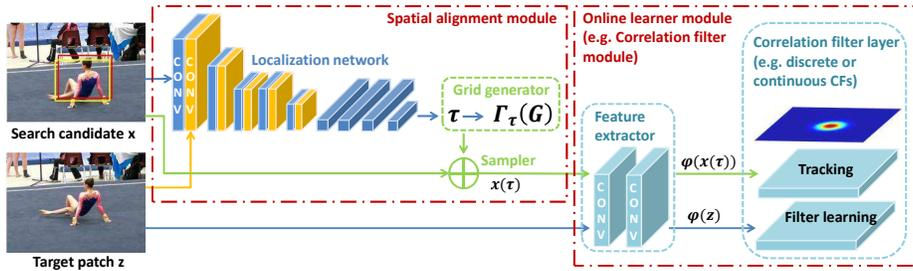 Spatial alignment module
Online learner module
(e.g. Correlation filter
module)
Search candidate x
Target patch z
CONV
CONV
Localization network
Grid generator
τ → Γτ(G)
Sampler
x(τ)
Feature
extractor
CONV
CONV
φ(x(τ))
φ(z)
Correlation filter layer
(e.g. discrete or
continuous CFs)
Tracking
Filter learning